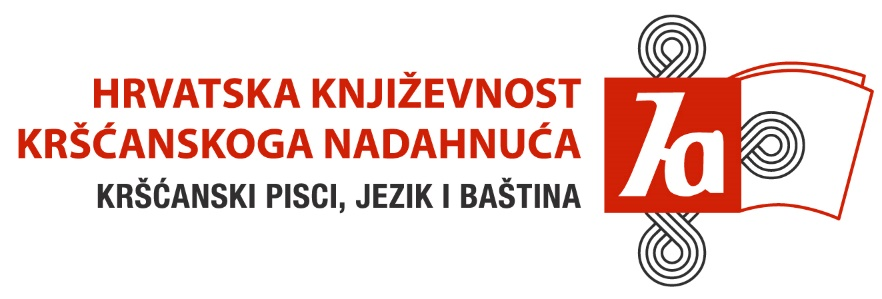 HRVATSKA KNJIŽEVNOST
KRŠĆANSKOGA NADAHNUĆA
KRŠĆANSKI PISCI, JEZIK I BAŠTINA